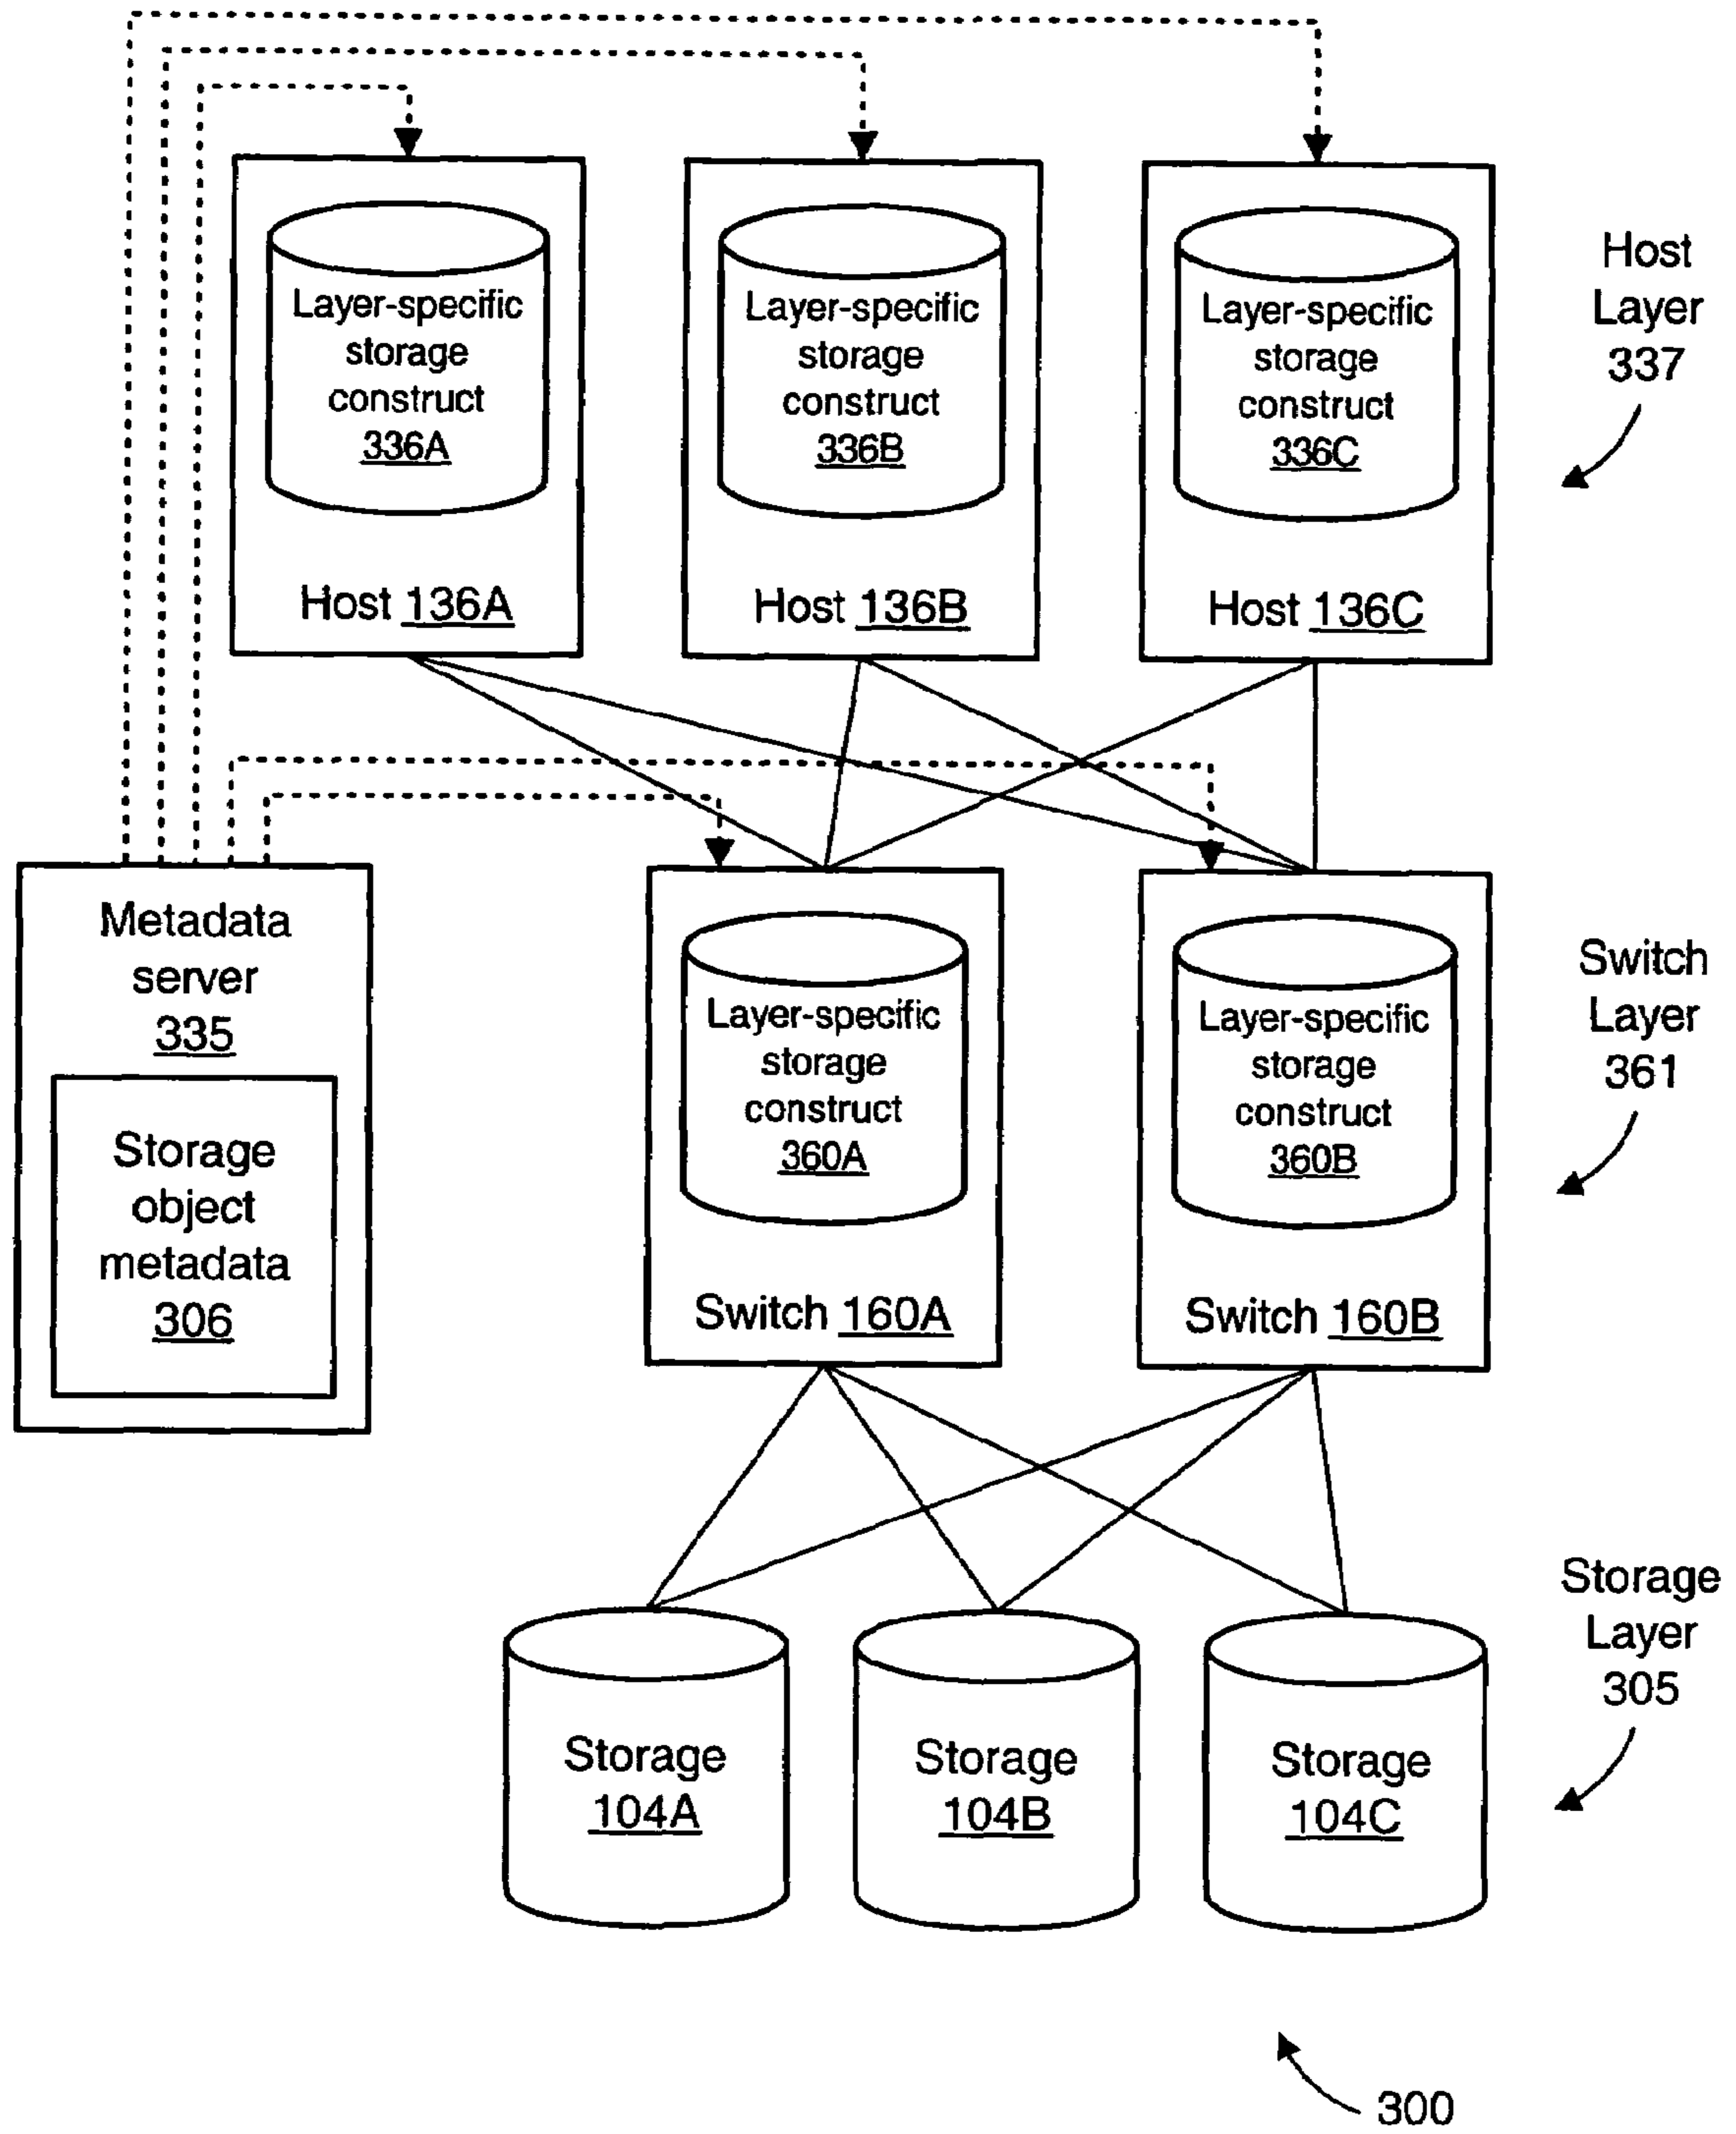 Layer-specific
storage
construct
336A
Host 136A
Layer-specific
storage
construct
336B
Host 136B
Layer-specific
storage
construct
336C
Host 136C
Host
Layer
337
Metadata
server
335
Storage
object
metadata
306
Layer-specific
storage
construct
360A
Switch 160A
Layer-specific
storage
construct
360B
Switch 160B
Switch
Layer
361
Storage
104A
Storage
104B
Storage
104C
Storage
Layer
305
300